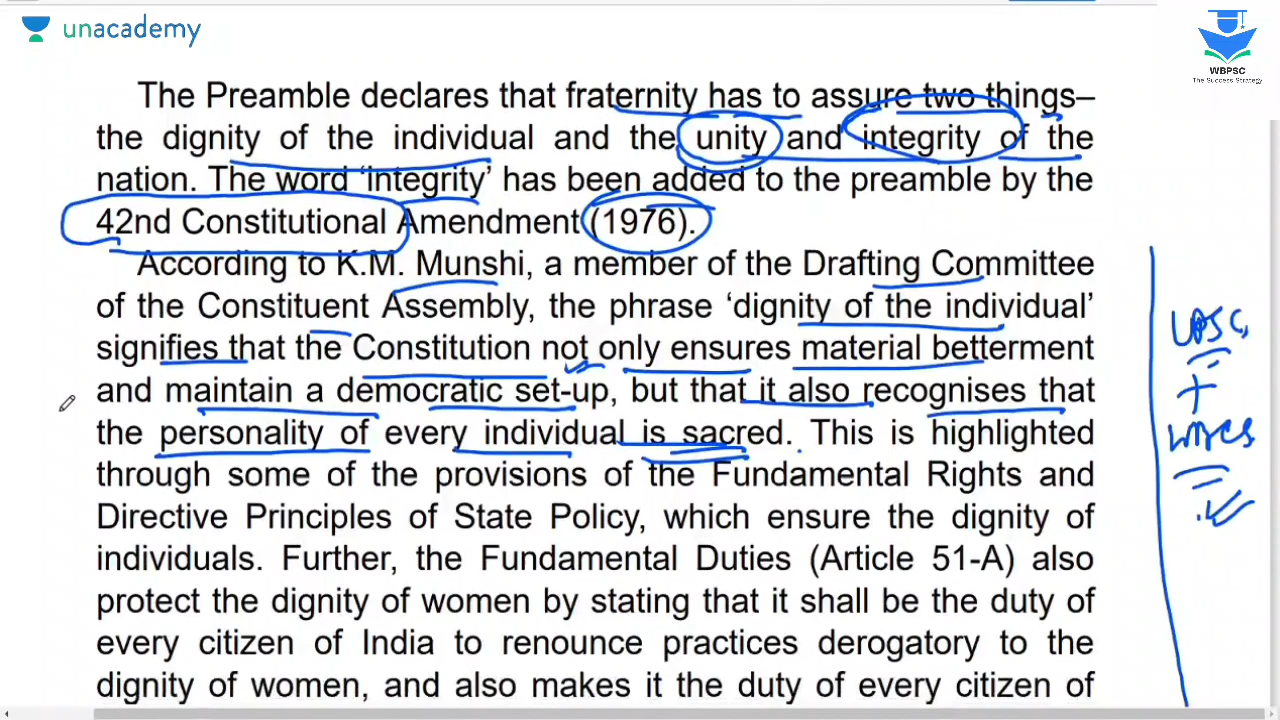 unacademy
WBPSC
The Success Strategy
The Preamble declares that fraternity has to assure two things–
the dignity of the individual and the unity and integrity of the
nation. The word ‘integrity’ has been added to the preamble by the
42nd Constitutional Amendment (1976).
According to K.M. Munshi, a member of the Drafting Committee
of the Constituent Assembly, the phrase ‘dignity of the individual’
signifies that the Constitution not only ensures material betterment
and maintain a democratic set-up, but that it also recognises that
the personality of every individual is sacred. This is highlighted
through some of the provisions of the Fundamental Rights and
Directive Principles of State Policy, which ensure the dignity of
individuals. Further, the Fundamental Duties (Article 51-A) also
protect the dignity of women by stating that it shall be the duty of
every citizen of India to renounce practices derogatory to the
dignity of women, and also makes it the duty of every citizen of
UPSC
+
WBCS